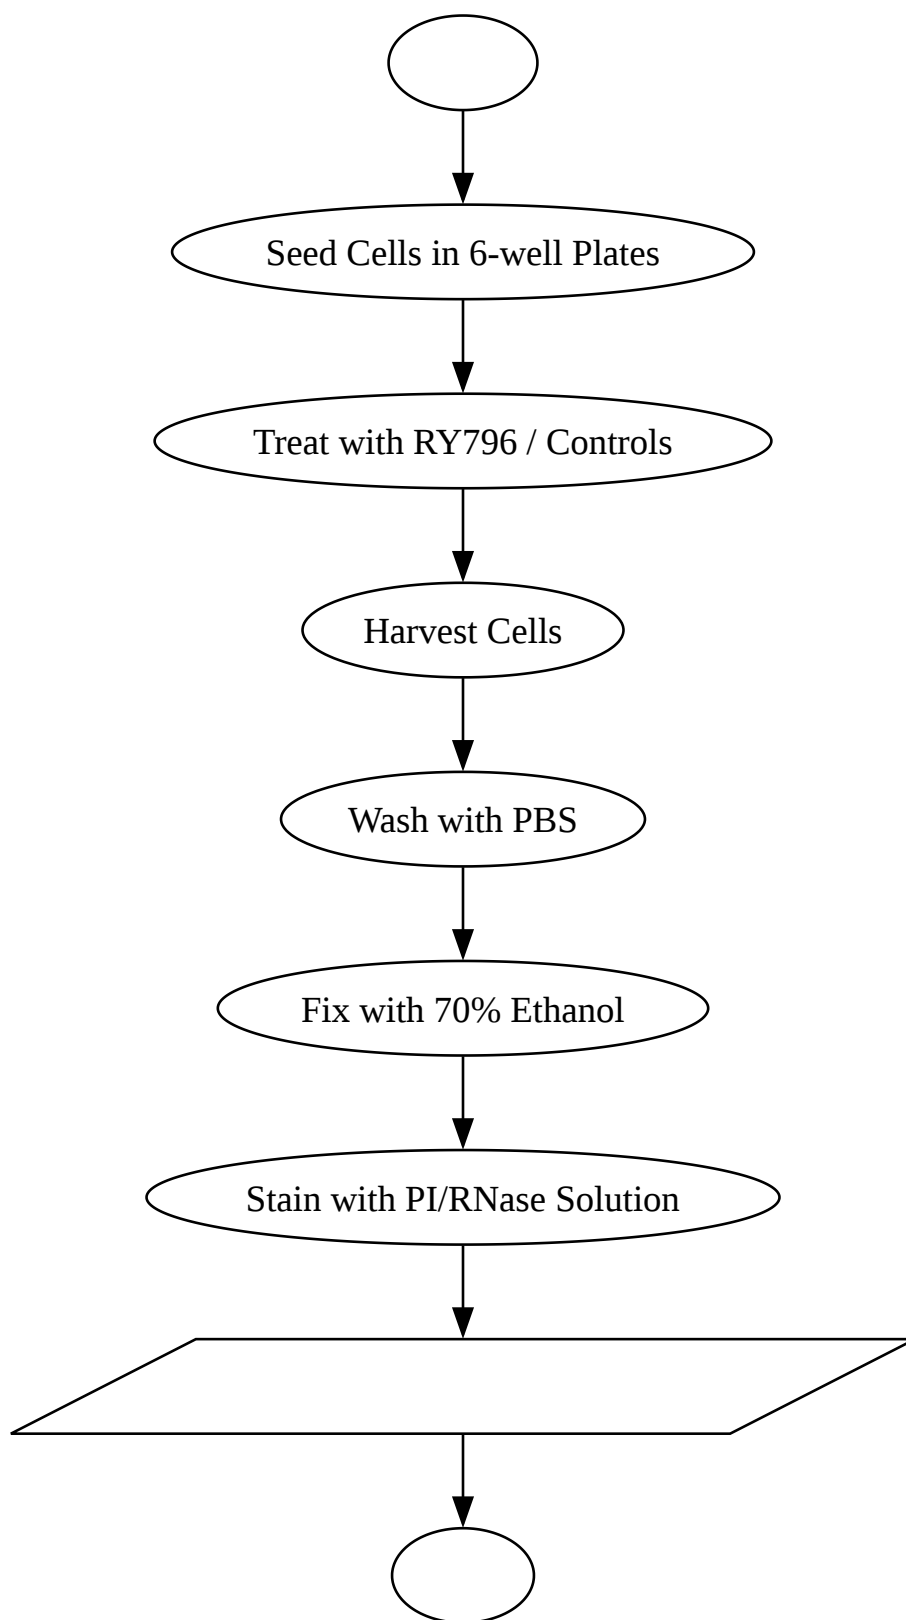 Seed Cells in 6-well Plates
Treat with RY796 / Controls
Harvest Cells
Wash with PBS
Fix with 70% Ethanol
Stain with PI/RNase Solution